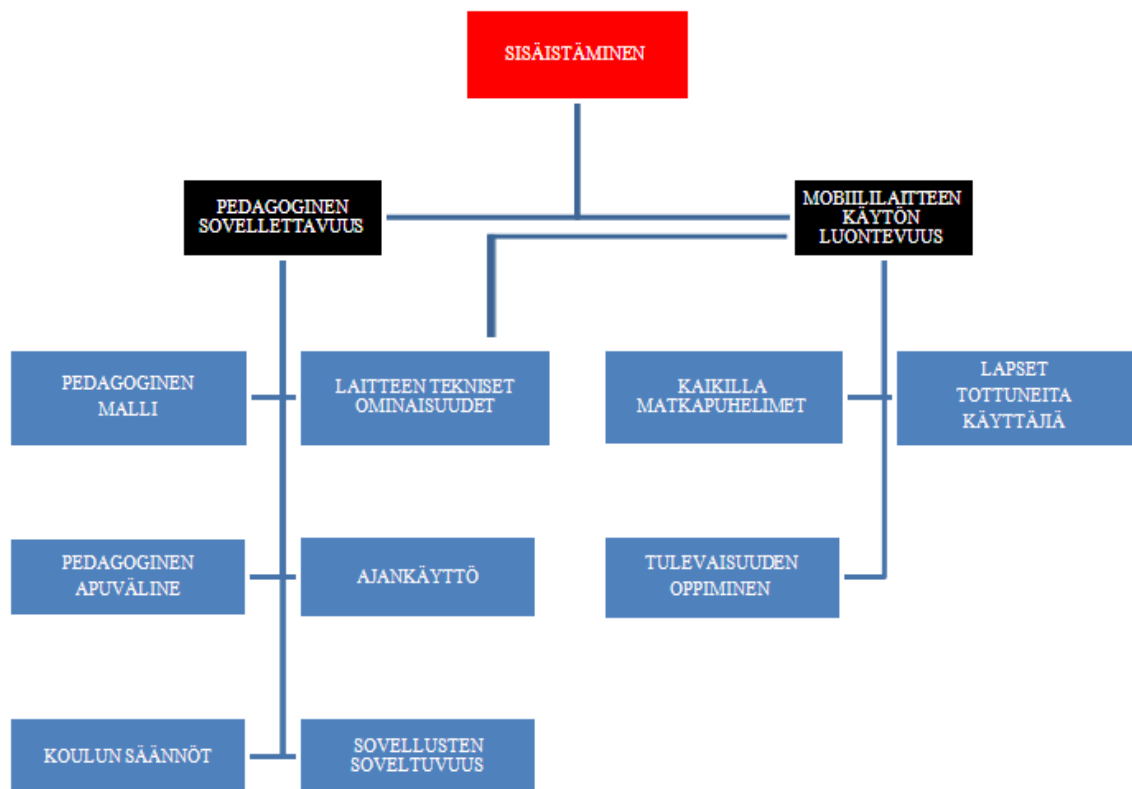 SISÄISTÄMINEN
PEDAGOGINEN
SOVELLETTAVUUS
MOBIILILAITTEEN
KÄYTÖN
LUONTEVUUS
PEDAGOGINEN
MALLI
LAITTEEN TEKNISET
OMINAISUUDET
KAIKILLA
MATKAPUHELIMET
LAPSET
TOTTUNEITA
KÄYTTÄJIÄ
PEDAGOGINEN
APUVÄLINE
AJANKÄYTTÖ
TULEVAISUUDEN
OPPIMINEN
KOULUN SÄÄNNÖT
SOVELLUSTEN
SOVELTUVUUS